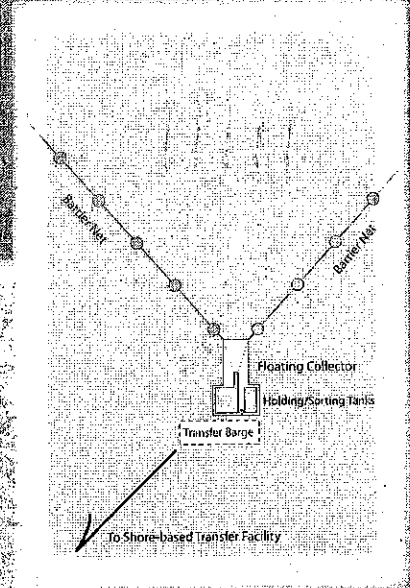 Barrier Net
Barrier Net
Floating Collector
Holding/Sorting Tanks
Transfer Barge
To Shore-based Transfer Facility